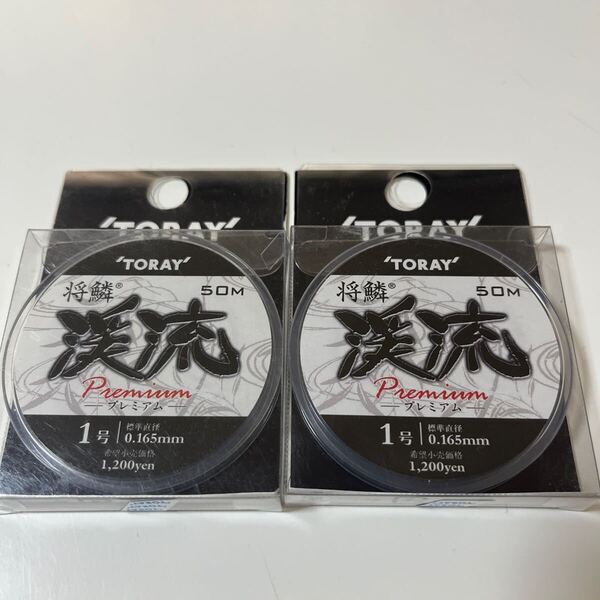 'TORAY'
'TORAY'
将鱗®
50M
渓流
Premium
プレミアム
1号
標準直径
0.165mm
希望小売価格
1,200yen
'TORAY'
'TORAY'
将鱗®
50M
渓流
Premium
プレミアム
1号
標準直径
0.165mm
希望小売価格
1,200yen